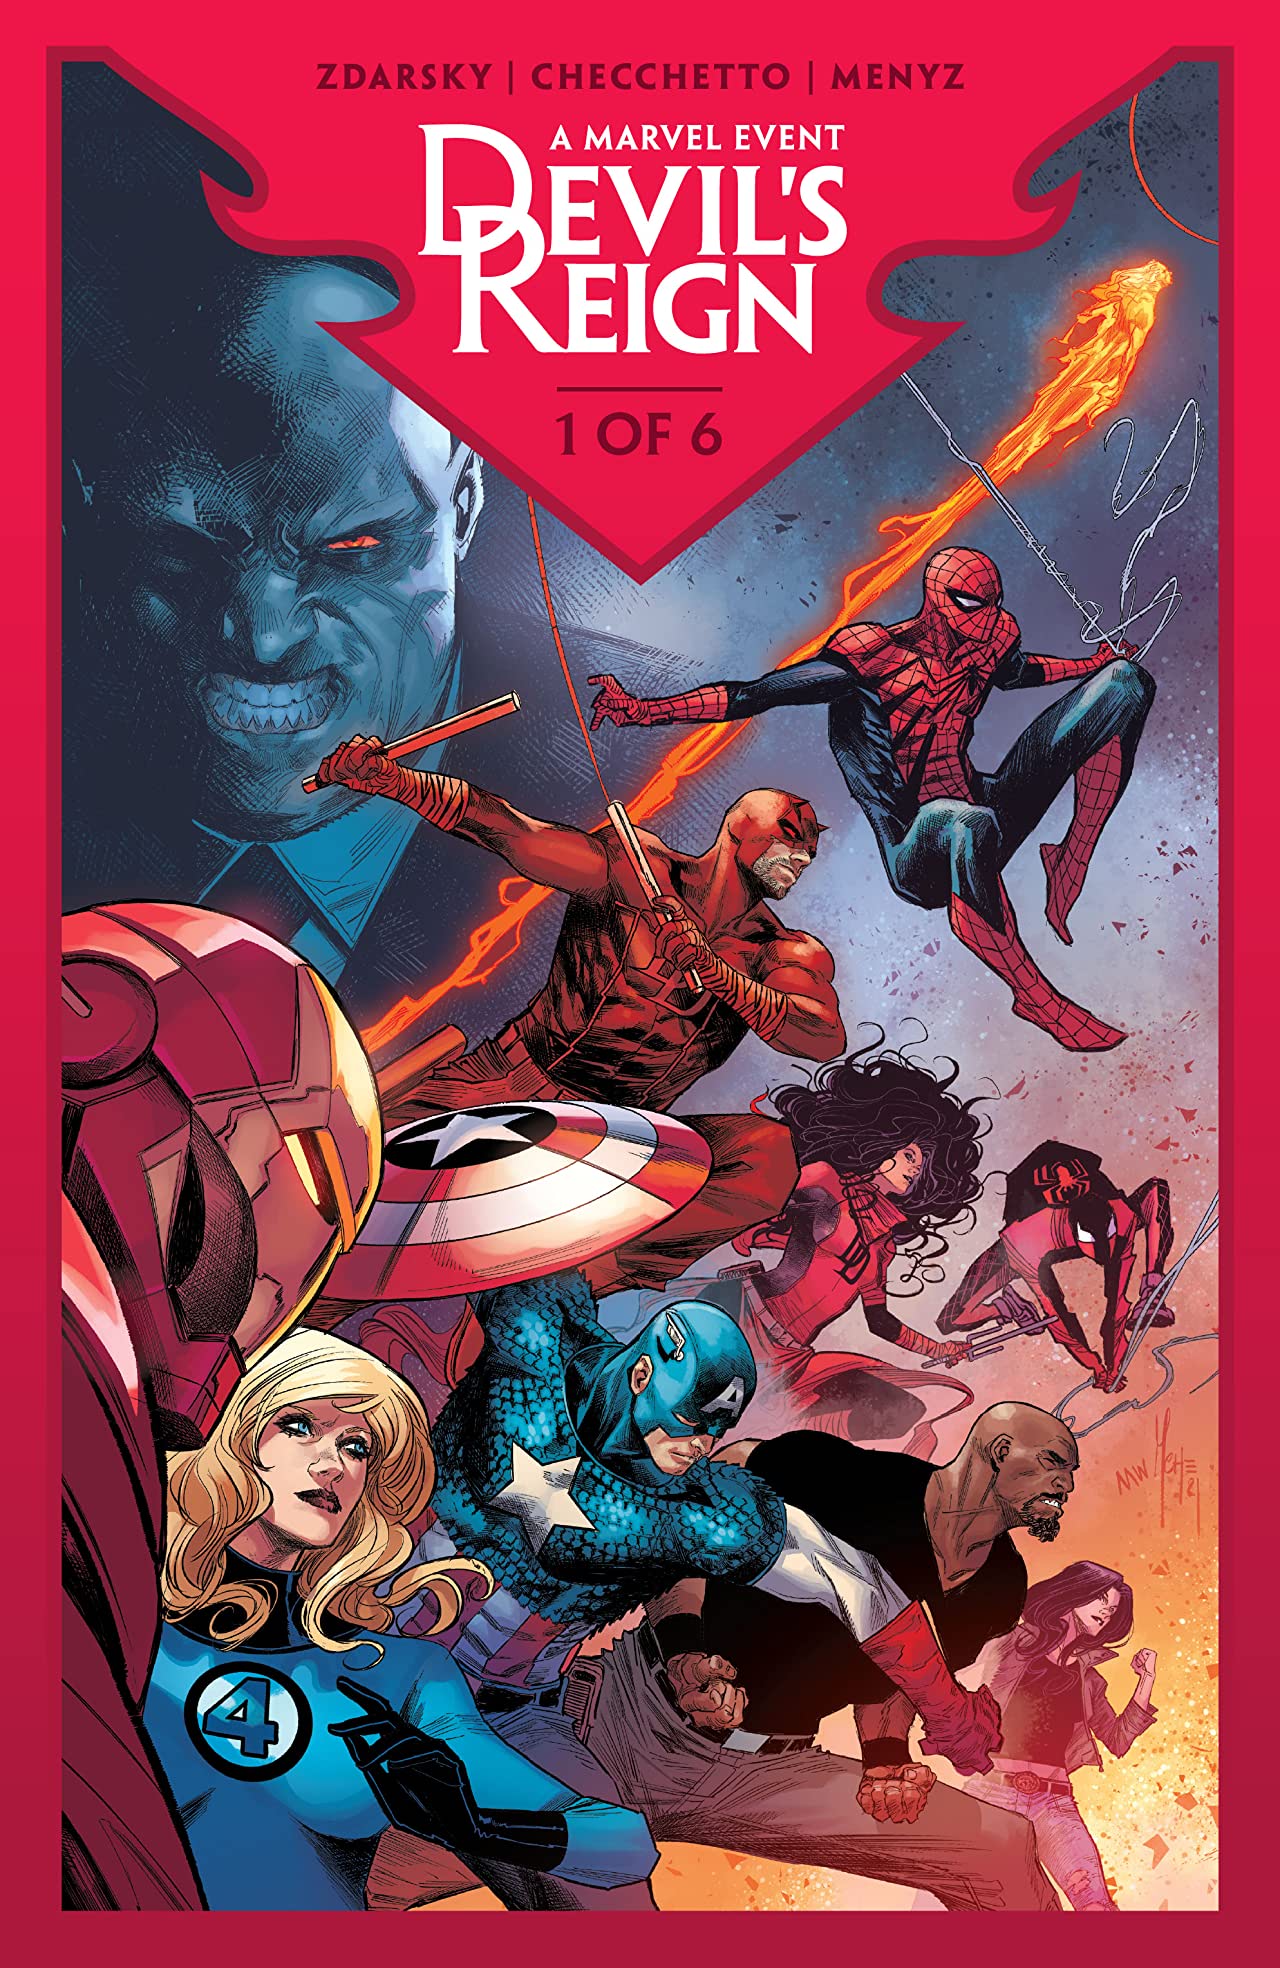 ZDARSKY | CHECCHETTO | MENYZ
A MARVEL EVENT
DEVIL'S
REIGN
1 OF 6
A
4